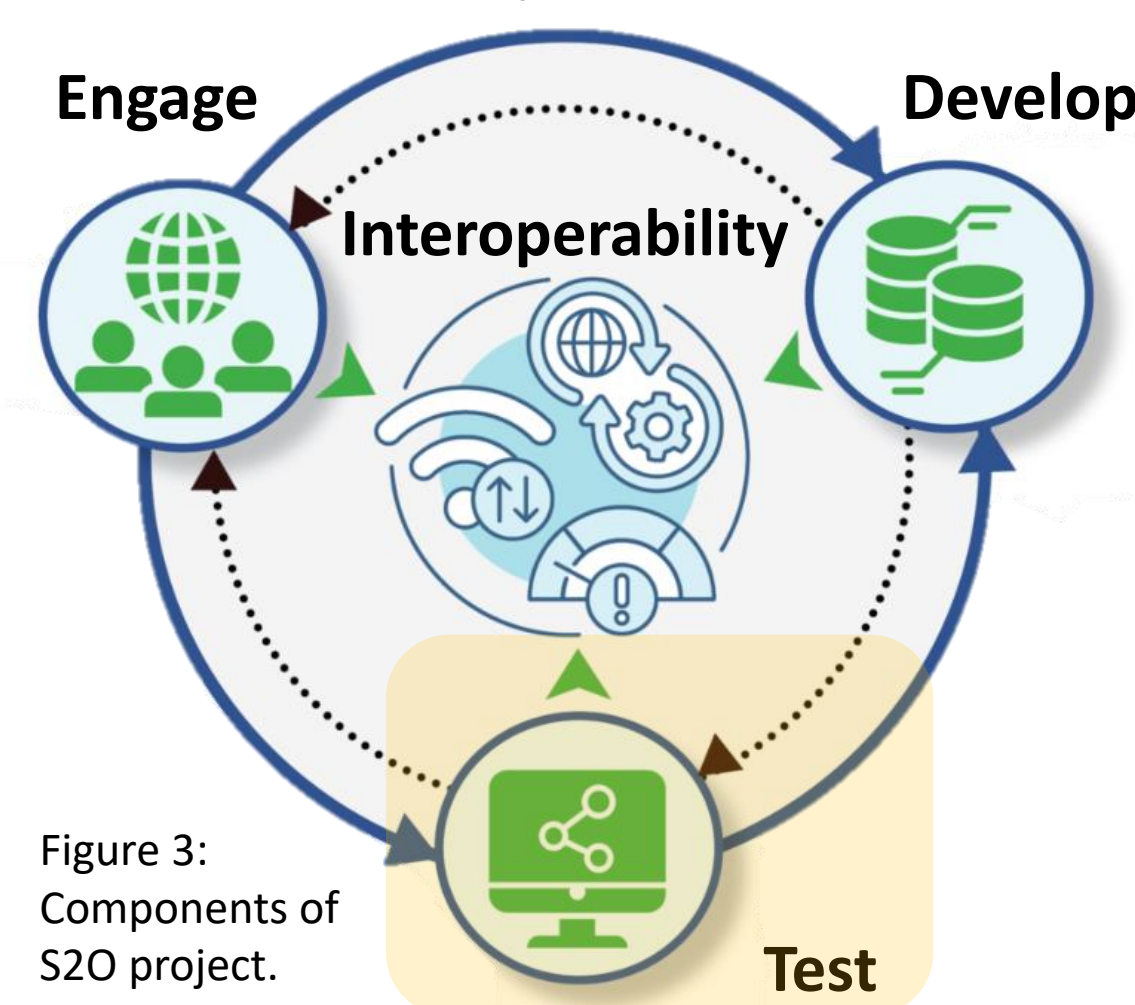 Engage
Develop
Interoperability
Figure 3:
Components of
S2O project.
Test